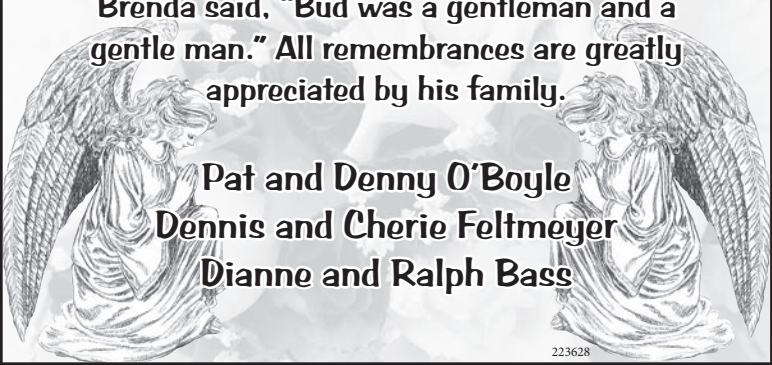 Brenda said, "Bud was a gentleman and a
gentle man." All remembrances are greatly
appreciated by his family.
Pat and Denny O'Boyle
Dennis and Cherie Feltmeyer
Dianne and Ralph Bass
223628